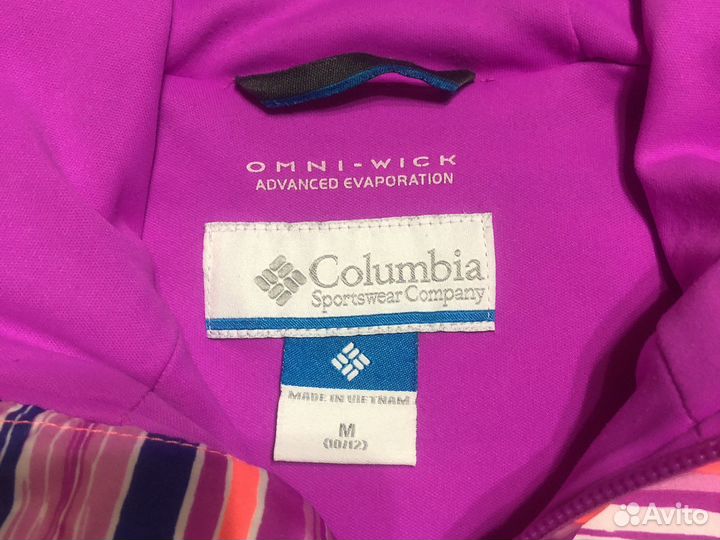 OMNI-WICK
ADVANCED EVAPORATION
Columbia
Sportswear Company
MADE IN VIETNAM
M
(10/12)
Avito